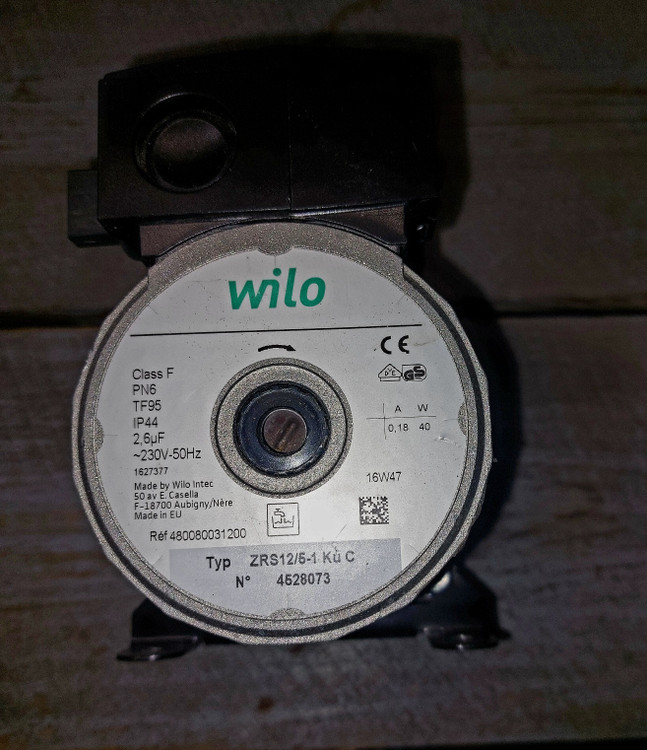 wilo
CE
Class F
PN6
TF95
IP44
2,6µF
~230V-50Hz
A W
0,18 40
1627377
Made by Wilo Intec
50 av E. Casella
F-18700 Aubigny/Nère
Made in EU
16W47
Réf 480080031200
Typ ZRS12/5-1 Ku C
N° 4528073